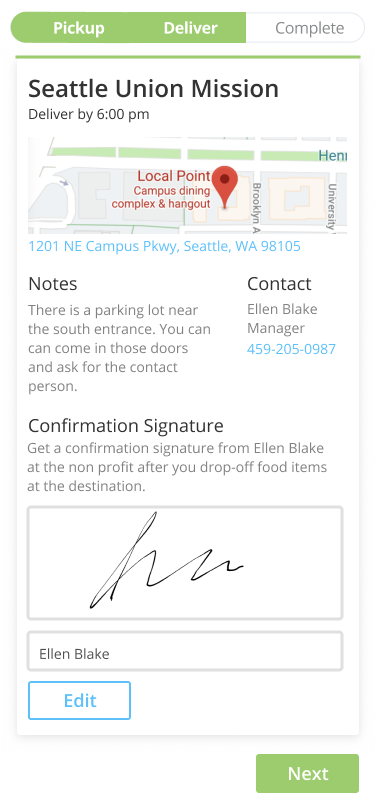 Pickup Deliver Complete
Seattle Union Mission
Deliver by 6:00 pm
Henr
Local Point
Campus dining
complex & hangout
Brooklyn A
University
1201 NE Campus Pkwy, Seattle, WA 98105
Notes
There is a parking lot near
the south entrance. You can
can come in those doors
and ask for the contact
person.
Contact
Ellen Blake
Manager
459-205-0987
Confirmation Signature
Get a confirmation signature from Ellen Blake
at the non profit after you drop-off food items
at the destination.
Ellen Blake
Edit
Next